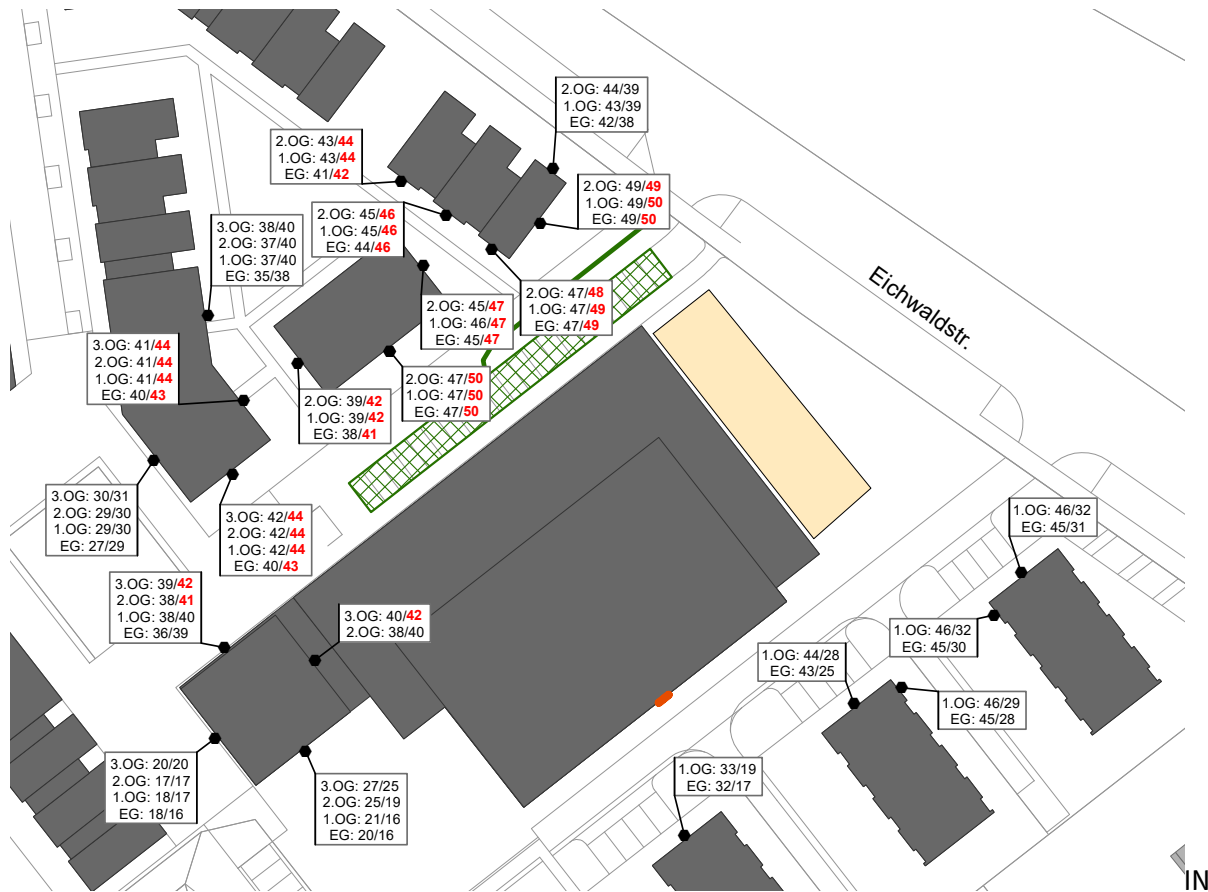 2.OG: 44/39
1.OG: 43/39
EG: 42/38
2.OG: 43/44
1.OG: 43/44
EG: 41/42
2.OG: 49/49
1.OG: 49/50
EG: 49/50
2.OG: 45/46
1.OG: 45/46
EG: 44/46
3.OG: 38/40
2.OG: 37/40
1.OG: 37/40
EG: 35/38
Eichwaldstr.
2.OG: 47/48
1.OG: 47/49
EG: 47/49
2.OG: 45/47
1.OG: 46/47
EG: 45/47
3.OG: 41/44
2.OG: 41/44
1.OG: 41/44
EG: 40/43
2.OG: 47/50
1.OG: 47/50
EG: 47/50
2.OG: 39/42
1.OG: 39/42
EG: 38/41
3.OG: 30/31
2.OG: 29/30
1.OG: 29/30
EG: 27/29
3.OG: 42/44
2.OG: 42/44
1.OG: 42/44
EG: 40/43
1.OG: 46/32
EG: 45/31
3.OG: 39/42
2.OG: 38/41
1.OG: 38/40
EG: 36/39
3.OG: 40/42
2.OG: 38/40
1.OG: 46/32
EG: 45/30
1.OG: 44/28
EG: 43/25
1.OG: 46/29
EG: 45/28
3.OG: 20/20
2.OG: 17/17
1.OG: 18/17
EG: 18/16
3.OG: 27/25
2.OG: 25/19
1.OG: 21/16
EG: 20/16
1.OG: 33/19
EG: 32/17
IN